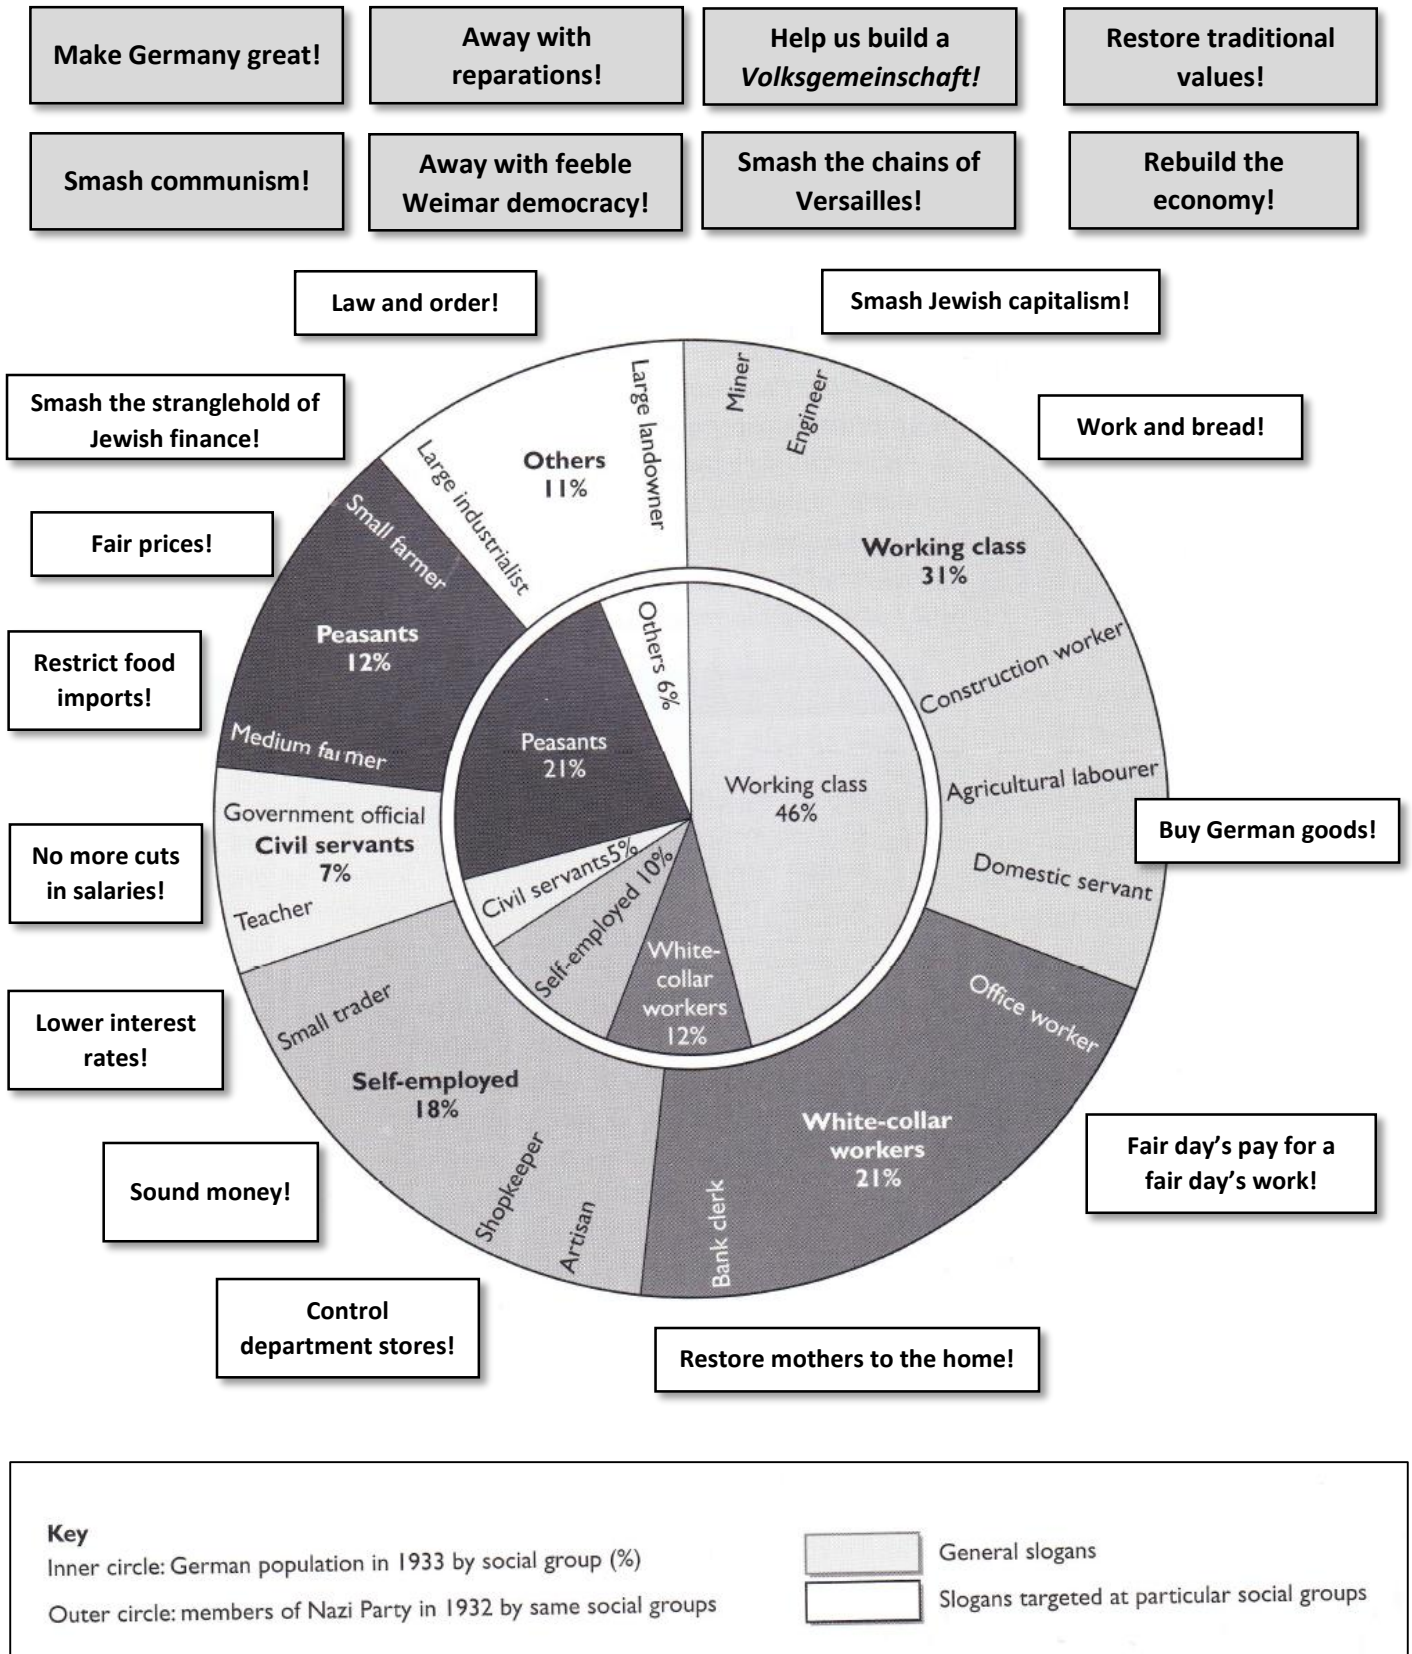 Make Germany great!
Away with
reparations!
Help us build a
Volksgemeinschaft!
Restore traditional
values!
Smash communism!
Away with feeble
Weimar democracy!
Smash the chains of
Versailles!
Rebuild the
economy!
Law and order!
Smash Jewish capitalism!
Smash the stranglehold of
Jewish finance!
Work and bread!
Fair prices!
Restrict food
imports!
No more cuts
in salaries!
Buy German goods!
Lower interest
rates!
Sound money!
Fair day's pay for a
fair day's work!
Control
department stores!
Restore mothers to the home!
Large industrialist
Others
11%
Large landowner
Miner
Engineer
Working class
31%
Construction worker
Agricultural labourer
Domestic servant
Office worker
White-collar
workers
21%
Bank clerk
Artisan
Shopkeeper
Self-employed
18%
Small trader
Teacher
Civil servants
7%
Government official
Medium farmer
Peasants
12%
Small farmer
Others 6%
Working class
46%
White-
collar
workers
12%
Self-employed 10%
Civil servants5%
Peasants
21%
Key
Inner circle: German population in 1933 by social group (%)
Outer circle: members of Nazi Party in 1932 by same social groups
General slogans
Slogans targeted at particular social groups